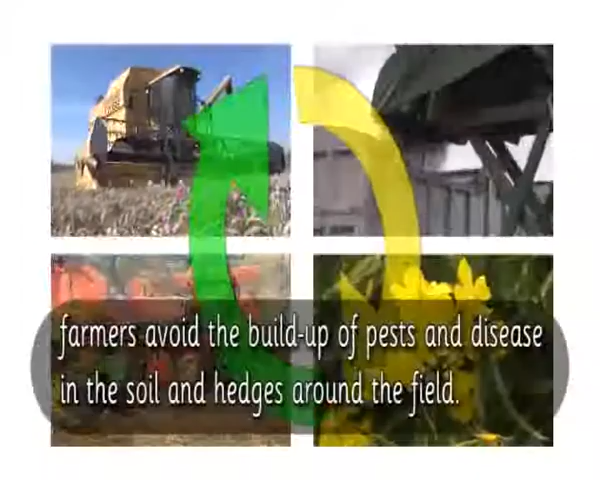 farmers avoid the build-up of pests and disease
in the soil and hedges around the field.